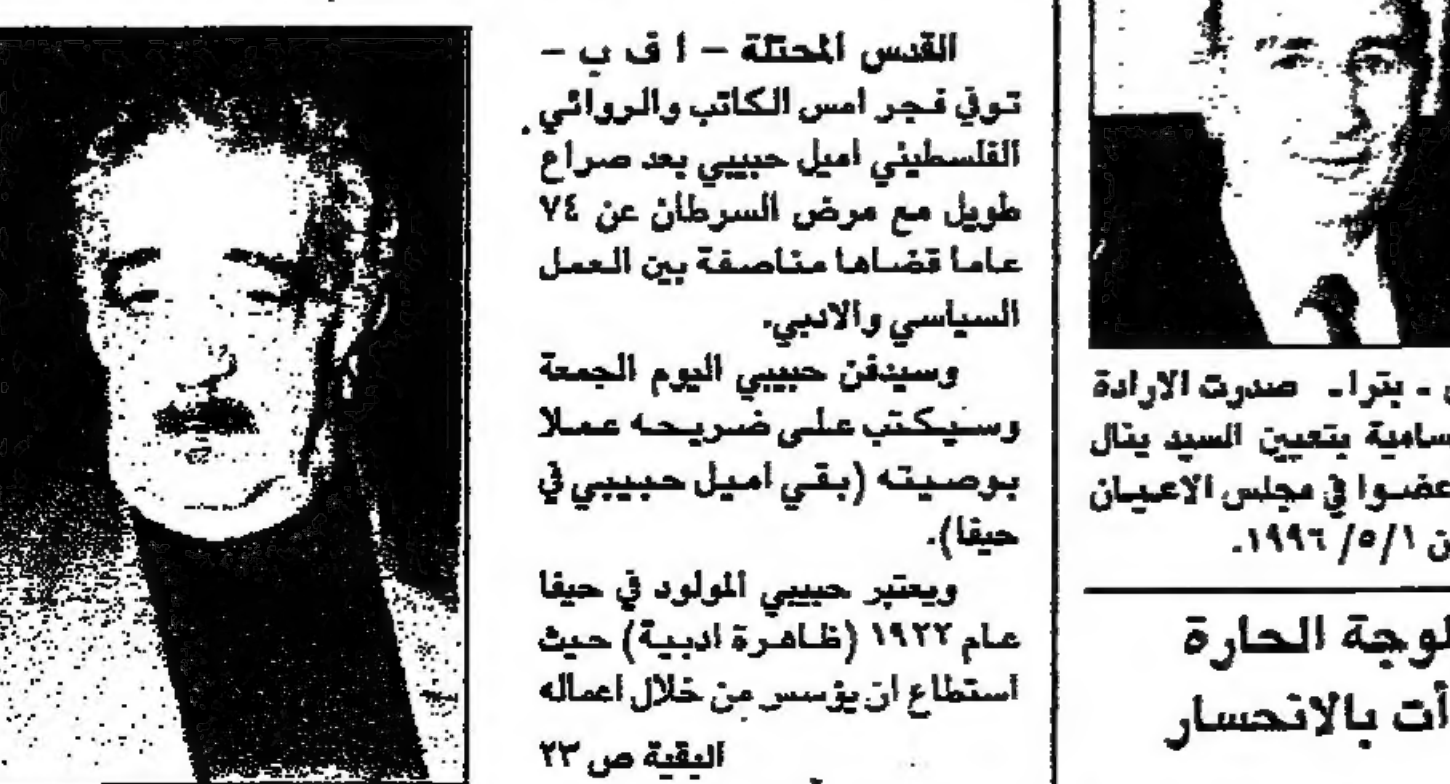 القدس المحتلة - ا ف ب -
توفي فجر امس الكاتب والروائي
الفلسطيني اميل حبيبي بعد صراع
طويل مع مرض السرطان عن ٧٤
عاما قضاها مناصفة بين العمل
السياسي والادبي.
وسيدفن حبيبي اليوم الجمعة
وسيكتب على ضريحه عملا
بوصيته (بقي اميل حبيبي في
حيفا).
ويعتبر حبيبي المولود في حيفا
عام ١٩٢٢ (ظاهرة ادبية) حيث
استطاع ان يؤسس من خلال اعماله
البقية ص ٢٣
- بترا - صدرت الارادة
سامية بتعيين السيد ينال
عضوا في مجلس الاعيان
ن ١/٥/ ١٩٩٦.
لوجة الحارة
أت بالانحسار